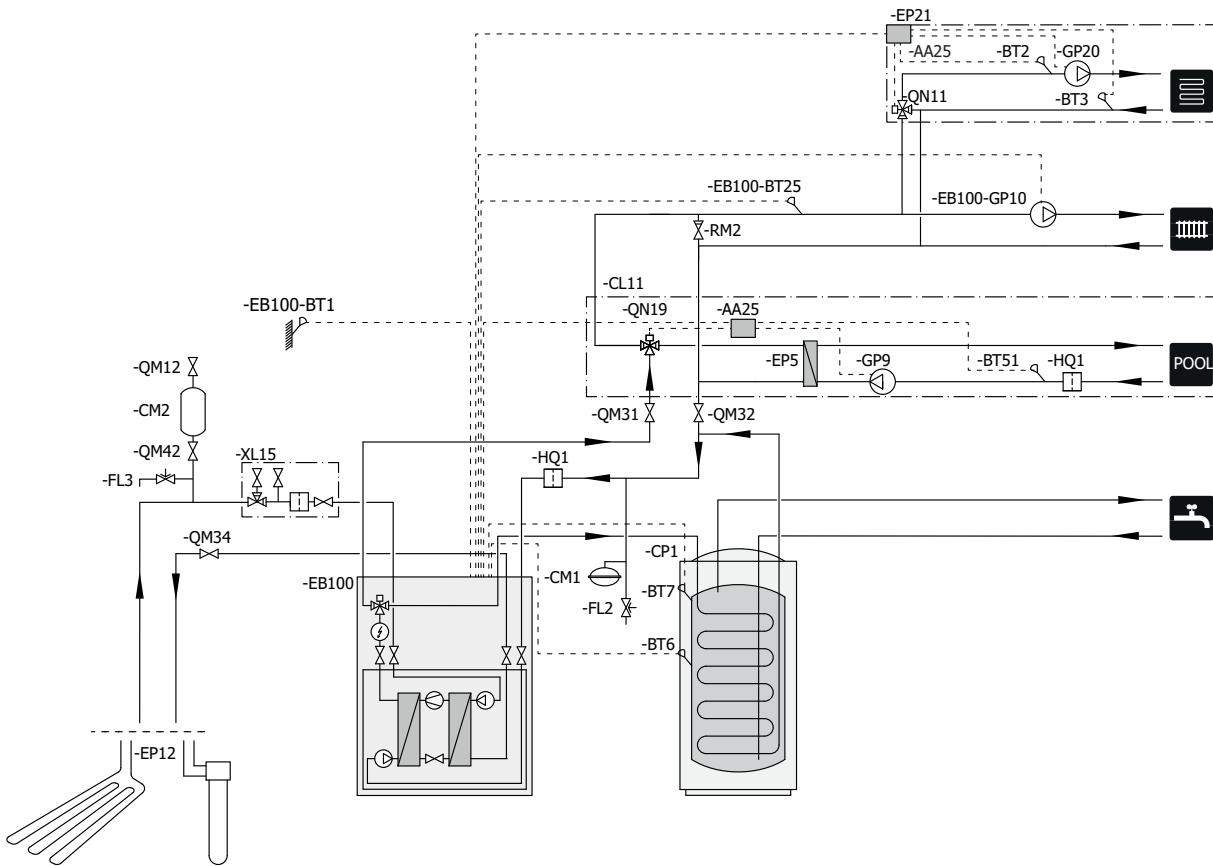 -EP21
-AA25
-BT2
-GP20
-QN11
-BT3
-EB100-BT25
-EB100-GP10
-RM2
-CL11
-EB100-BT1
-QN19
-AA25
-QM12
-EP5
-GP9
-BT51
-HQ1
POOL
-CM2
-QM31
-QM32
-QM42
-XL15
-HQ1
-FL3
-QM34
-CP1
-EB100
-CM1
-BT7
-FL2
-BT6
-EP12